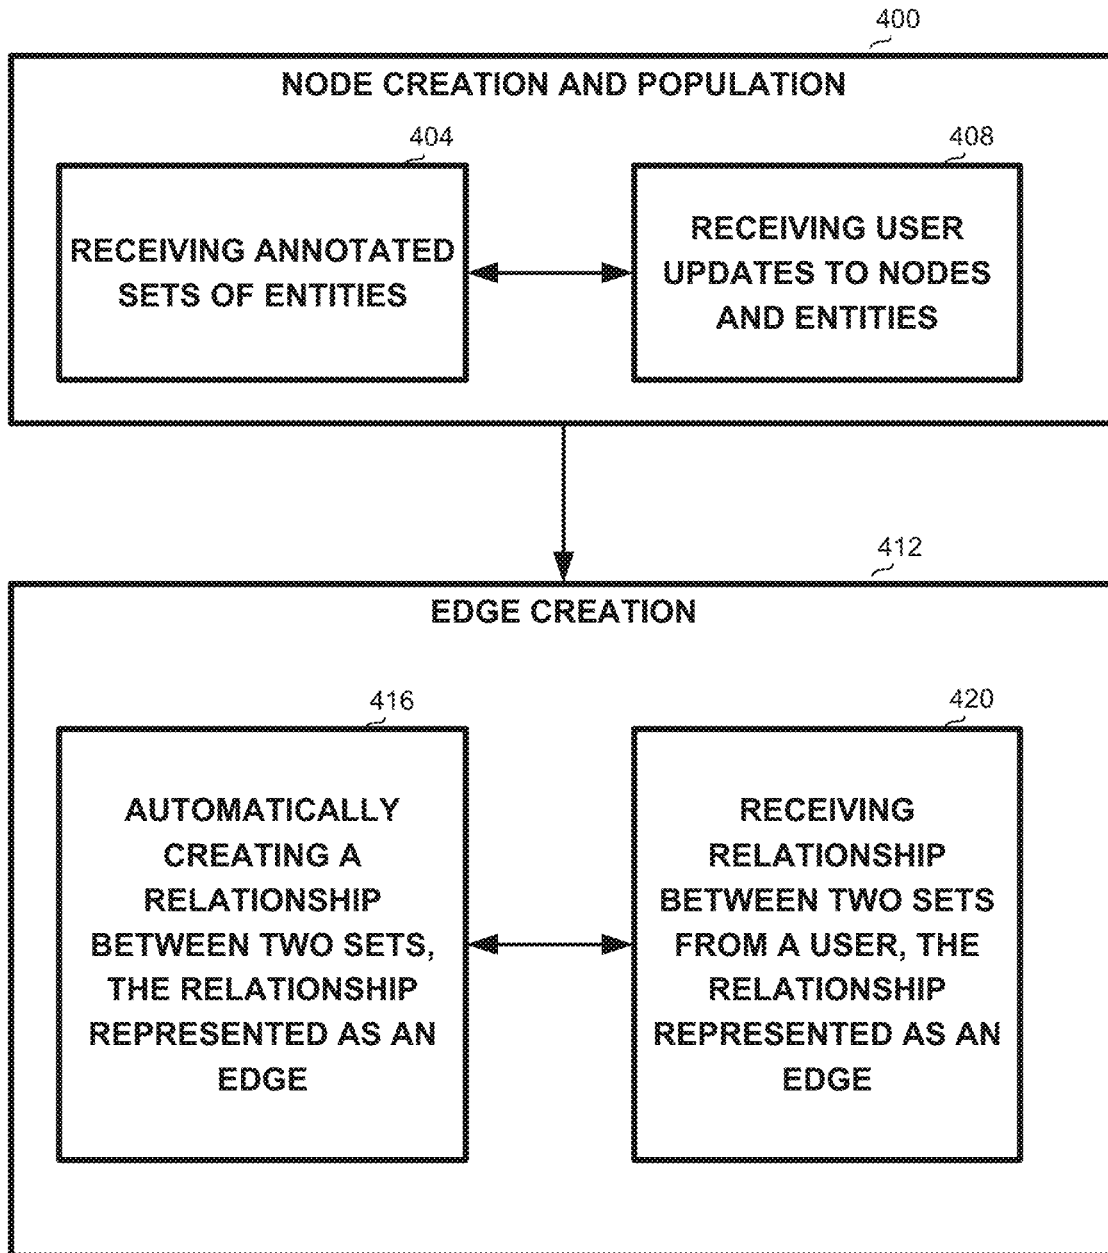 400
NODE CREATION AND POPULATION
404
RECEIVING ANNOTATED
SETS OF ENTITIES
408
RECEIVING USER
UPDATES TO NODES
AND ENTITIES
412
EDGE CREATION
416
AUTOMATICALLY
CREATING A
RELATIONSHIP
BETWEEN TWO SETS,
THE RELATIONSHIP
REPRESENTED AS AN
EDGE
420
RECEIVING
RELATIONSHIP
BETWEEN TWO SETS
FROM A USER, THE
RELATIONSHIP
REPRESENTED AS AN
EDGE